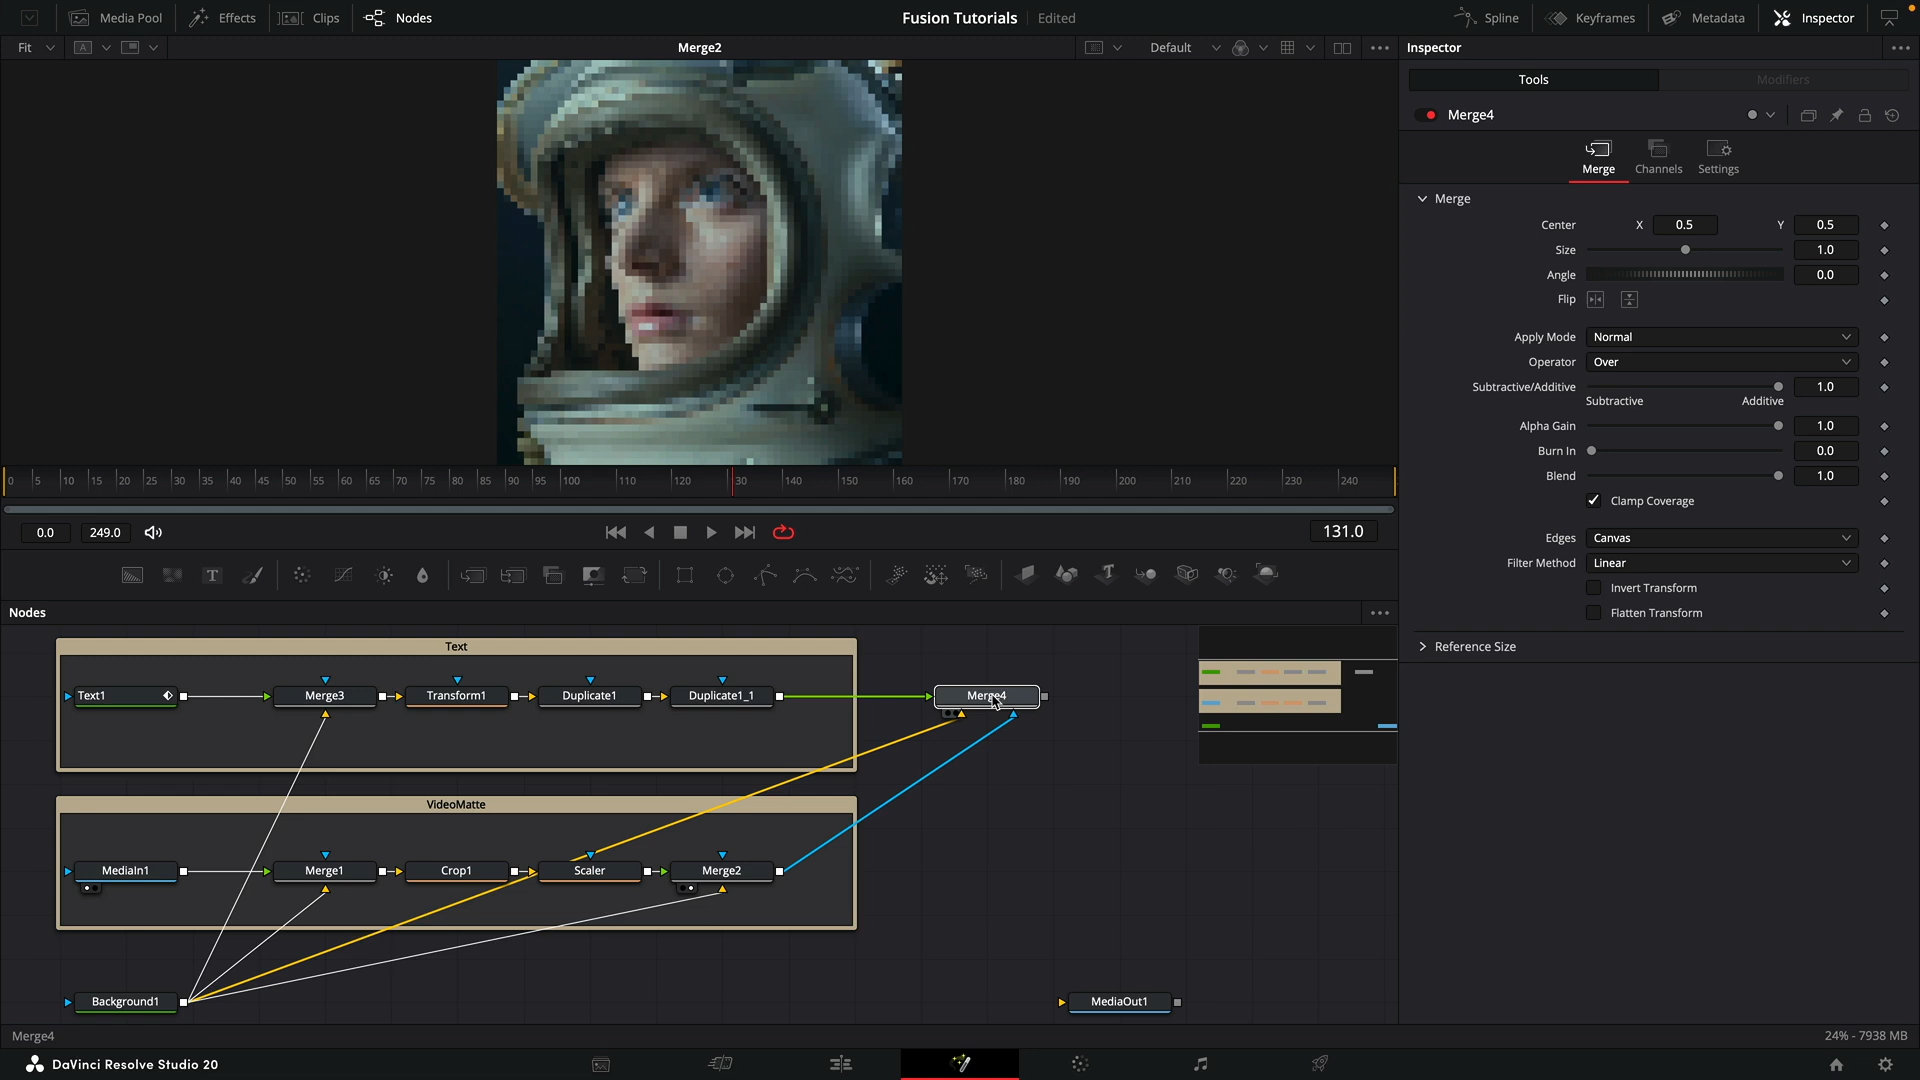 Media Pool Effects Clips Nodes Fusion Tutorials Edited Spline Keyframes Metadata Inspector
Fit A Merge2 Default Inspector
Tools Modifiers
Merge4
Merge Channels Settings
Merge
Center X 0.5 Y 0.5
Size 1.0
Angle 0.0
Flip
Apply Mode Normal
Operator Over
Subtractive/Additive 1.0
Subtractive Additive
Alpha Gain 1.0
Burn In 0.0
Blend 1.0
Clamp Coverage
Edges Canvas
Filter Method Linear
Invert Transform
Flatten Transform
Reference Size
0 5 10 15 20 25 30 35 40 45 50 55 60 65 70 75 80 85 90 95 100 110 120 130 140 150 160 170 180 190 200 210 220 230 240
0.0 249.0 131.0
T T
Nodes
Text
Text1 Merge3 Transform1 Duplicate1 Duplicate1_1 Merge4
VideoMatte
MediaIn1 Merge1 Crop1 Scaler Merge2
Background1 MediaOut1
Merge4 24% - 7938 MB
DaVinci Resolve Studio 20